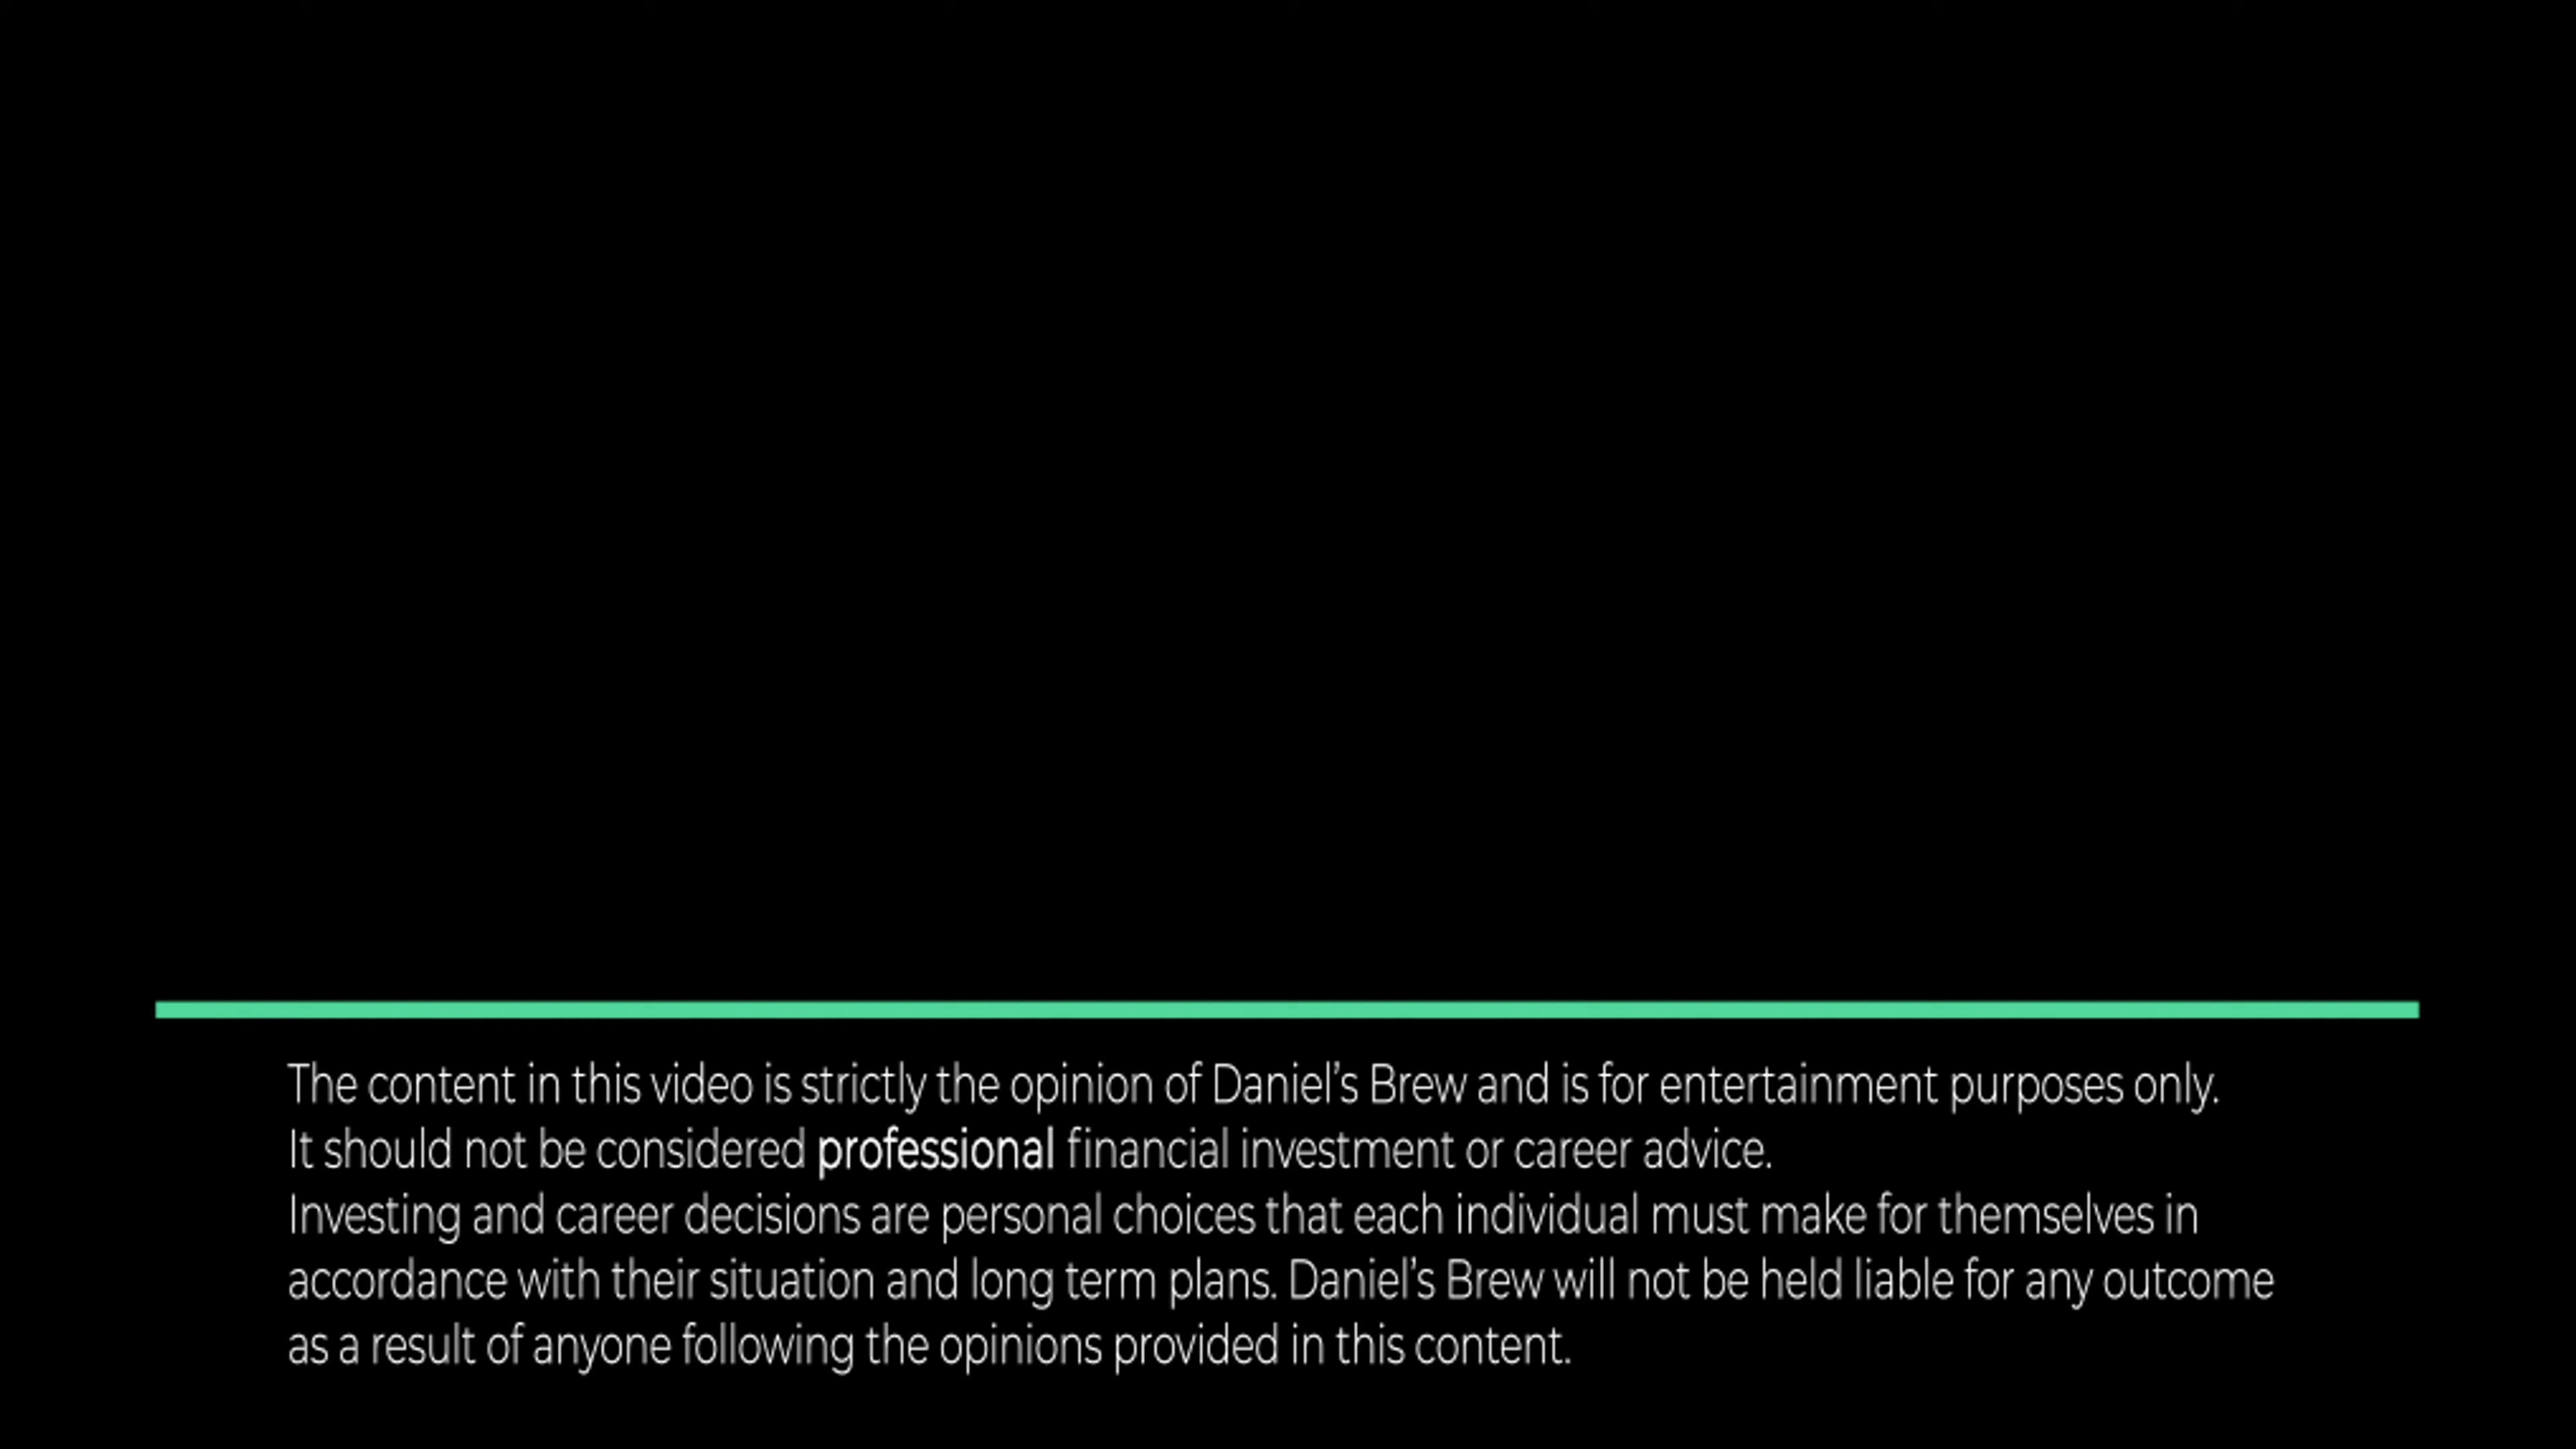 The content in this video is strictly the opinion of Daniel’s Brew and is for entertainment purposes only.
It should not be considered professional financial investment or career advice.
Investing and career decisions are personal choices that each individual must make for themselves in
accordance with their situation and long term plans. Daniel’s Brew will not be held liable for any outcome
as a result of anyone following the opinions provided in this content.